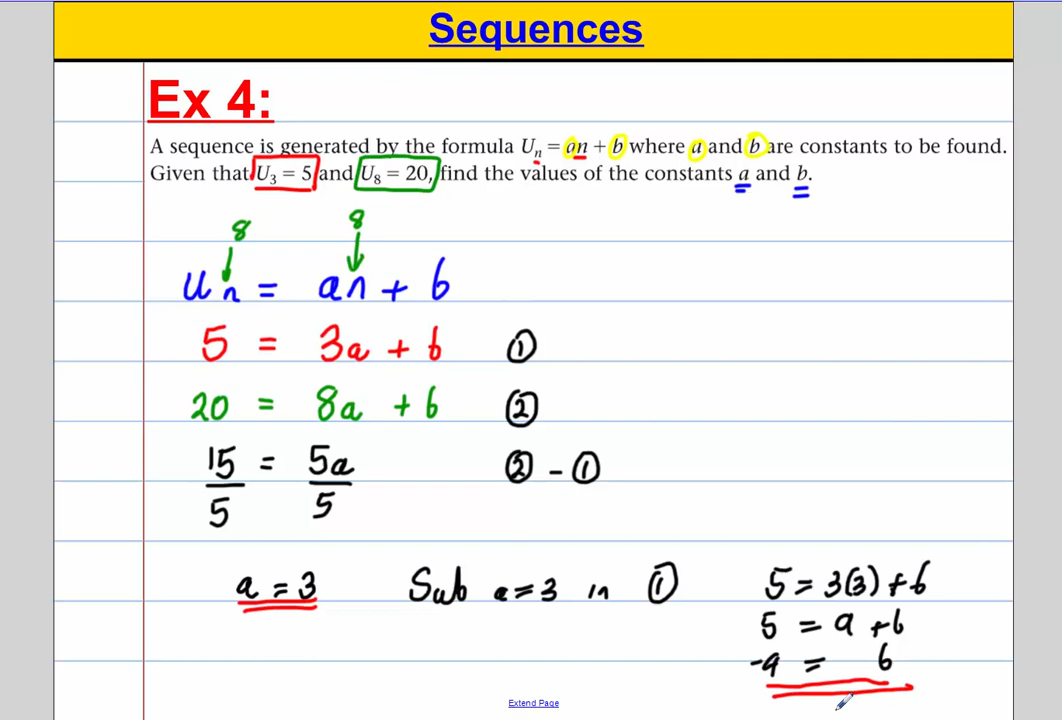 Sequences
Ex 4:
A sequence is generated by the formula Uₙ = an + b where a and b are constants to be found.
Given that U₃ = 5 and U₈ = 20, find the values of the constants a and b.
8 8
Un = an + b
5 = 3a + b ①
20 = 8a + b ②
15/5 = 5a/5 ② - ①
a = 3 Sub a = 3 in ① 5 = 3(3) + b
5 = 9 + b
-4 = b
Extend Page